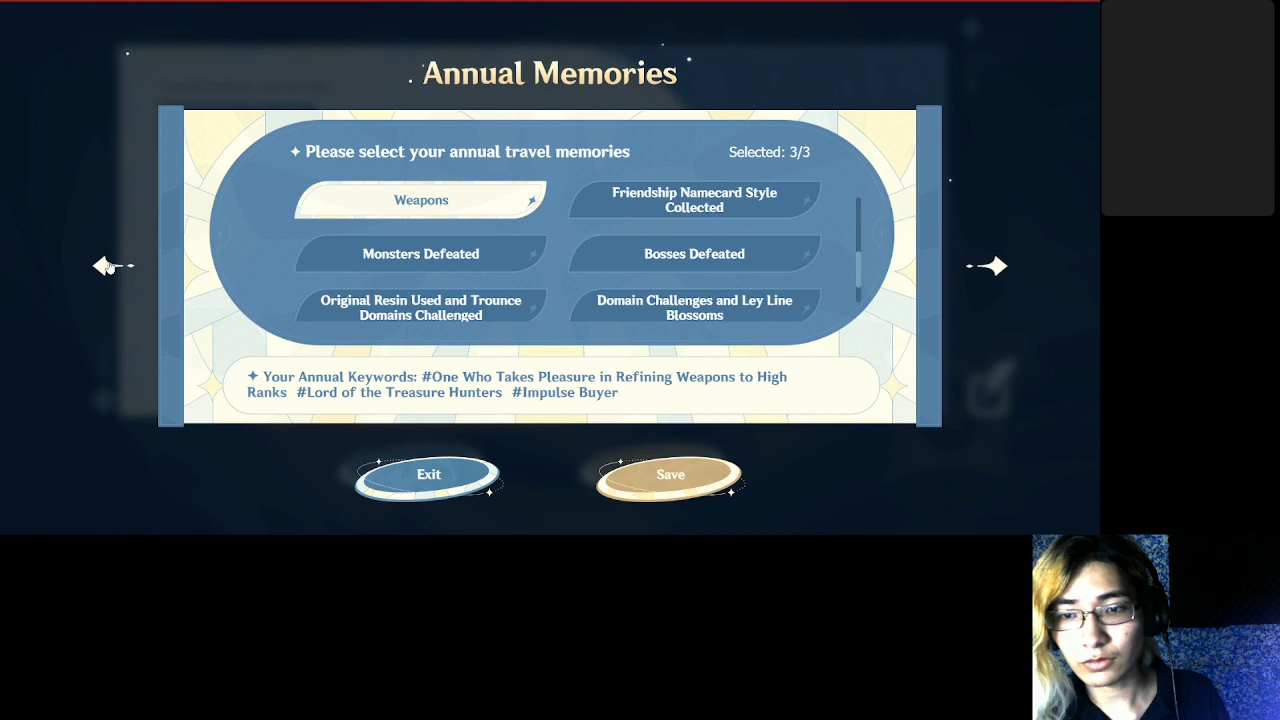 Annual Memories
Please select your annual travel memories
Selected: 3/3
Weapons
Friendship Namecard Style
Collected
Monsters Defeated
Bosses Defeated
Original Resin Used and Trounce
Domains Challenged
Domain Challenges and Ley Line
Blossoms
Your Annual Keywords: #One Who Takes Pleasure in Refining Weapons to High
Ranks #Lord of the Treasure Hunters #Impulse Buyer
Exit
Save